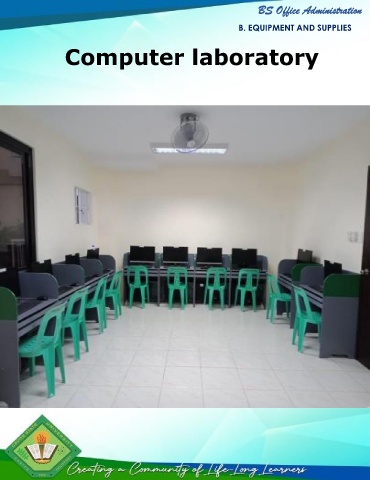 BS Office Administration
B. EQUIPMENT AND SUPPLIES
Computer laboratory
Creating a Community of Life-Long Learners